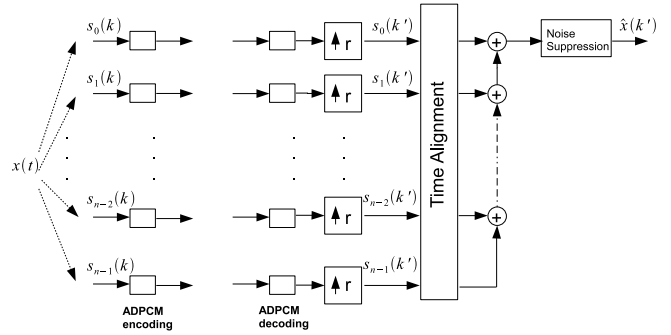 s₀(k) r s₀(k′) + Noise Suppression x̂(k′)
s₁(k) r s₁(k′) +
x(t) Time Alignment
sₙ₋₂(k) r sₙ₋₂(k′) +
sₙ₋₁(k) r sₙ₋₁(k′)
ADPCM encoding
ADPCM decoding